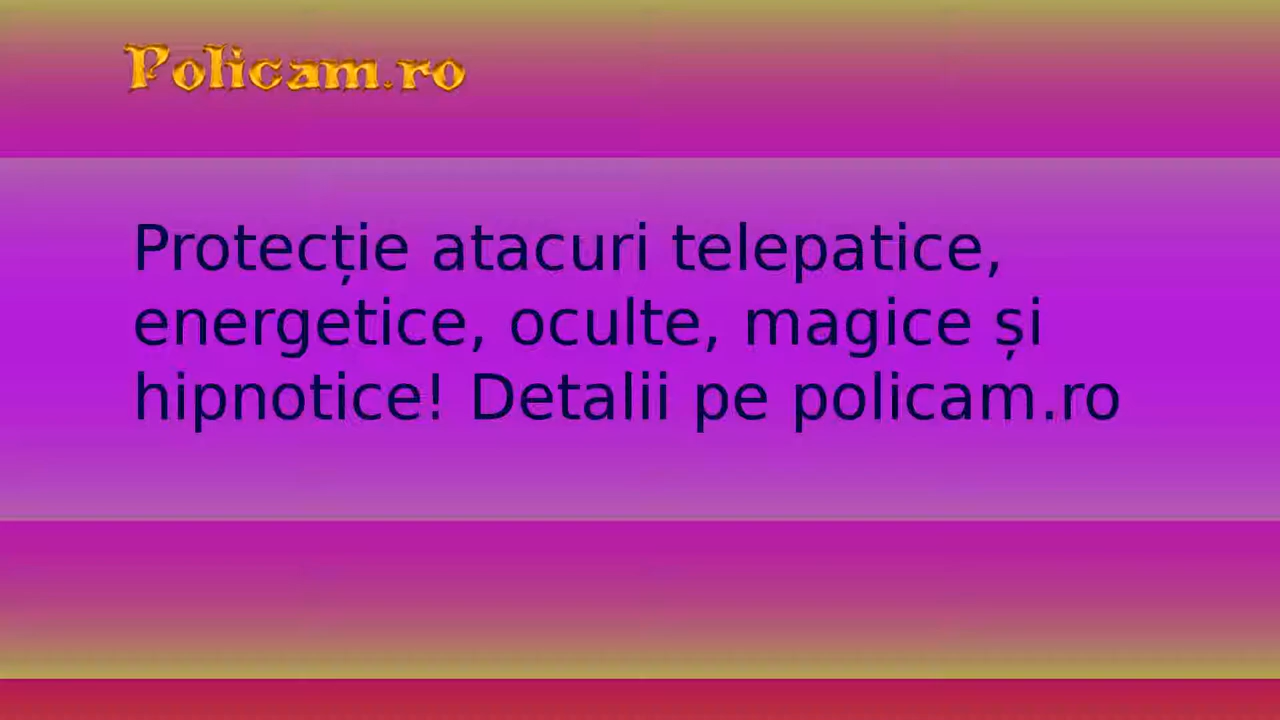 Policam.ro
Protecție atacuri telepatice,
energetice, oculte, magice și
hipnotice! Detalii pe policam.ro